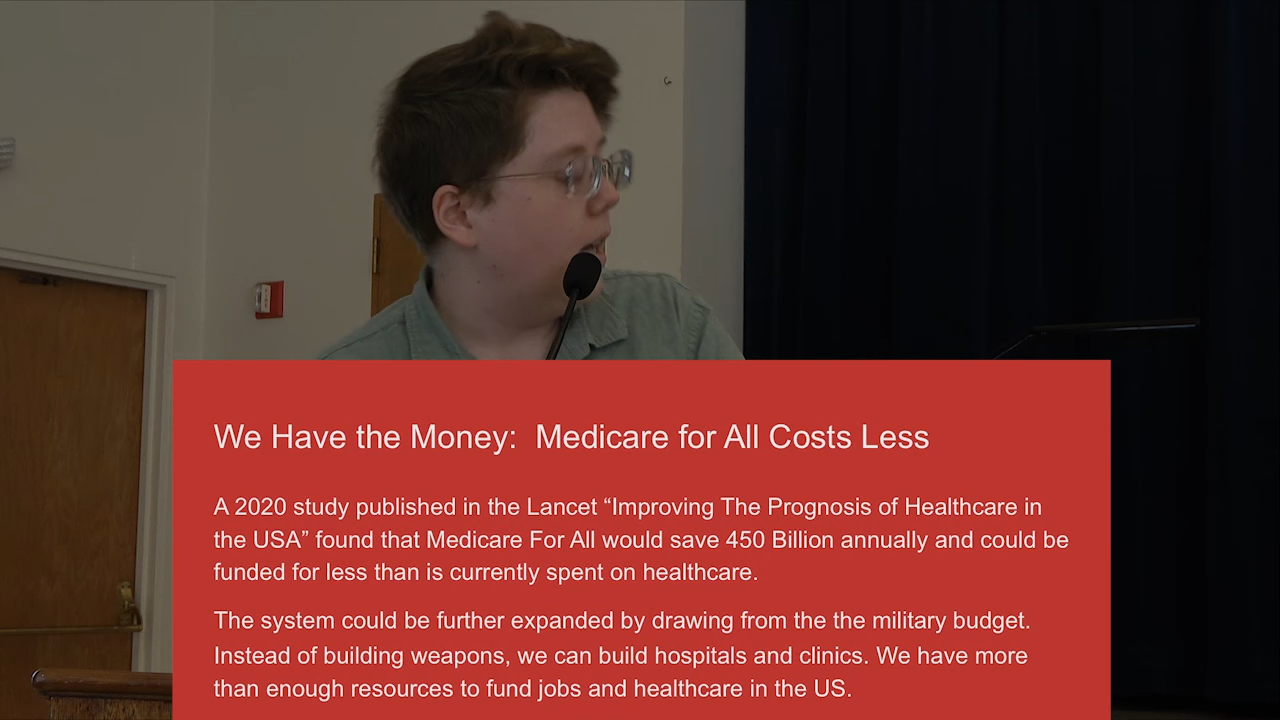 We Have the Money:  Medicare for All Costs Less
A 2020 study published in the Lancet “Improving The Prognosis of Healthcare in
the USA” found that Medicare For All would save 450 Billion annually and could be
funded for less than is currently spent on healthcare.
The system could be further expanded by drawing from the the military budget.
Instead of building weapons, we can build hospitals and clinics. We have more
than enough resources to fund jobs and healthcare in the US.